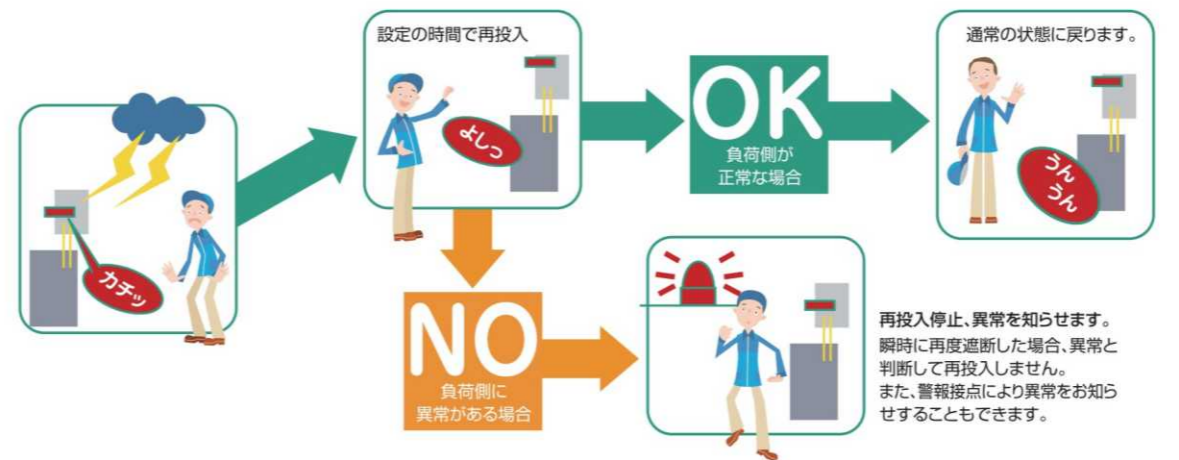 設定の時間で再投入
通常の状態に戻ります。
カチッ
よしっ
OK
負荷側が
正常な場合
うん
うん
NO
負荷側に
異常がある場合
再投入停止、異常を知らせます。
瞬時に再度遮断した場合、異常と
判断して再投入しません。
また、警報接点により異常をお知ら
せすることもできます。